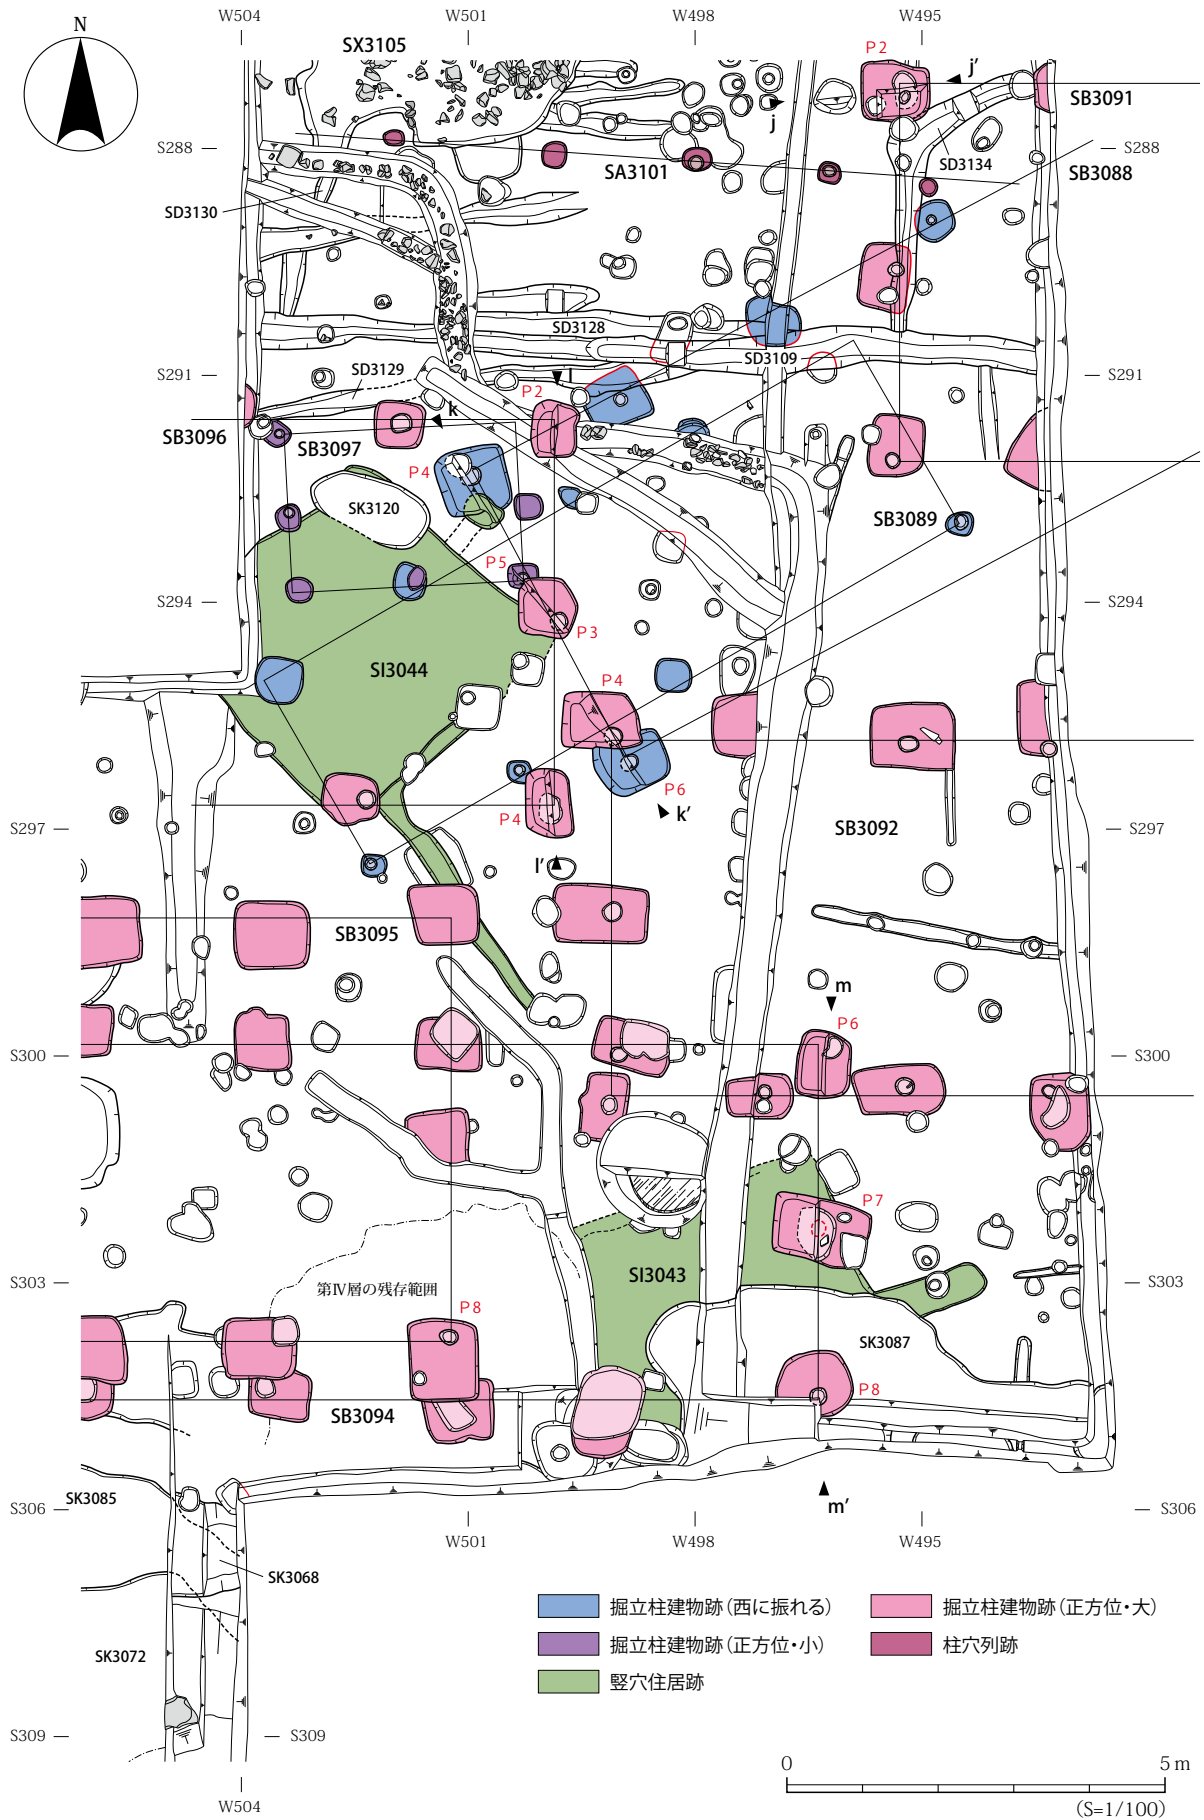 W504
W501
W498
W495
N
SX3105
P2
j'
SB3091
j
S288
SA3101
SD3134
S288
SB3088
SD3130
SD3128
SD3109
S291
SD3129
P2
S291
k
SB3096
SB3097
P4
SK3120
SB3089
P5
S294
S294
P3
SI3044
P4
P6
P4
k'
SB3092
S297
S297
l'
SB3095
m
P6
S300
S300
P7
SI3043
S303
S303
第Ⅳ層の残存範囲
P8
SK3087
P8
SB3094
SK3085
S306
m'
S306
W501
W498
W495
SK3068
掘立柱建物跡（西に振れる）
掘立柱建物跡（正方位・大）
掘立柱建物跡（正方位・小）
柱穴列跡
SK3072
竪穴住居跡
S309
S309
0
5 m
W504
(S=1/100)